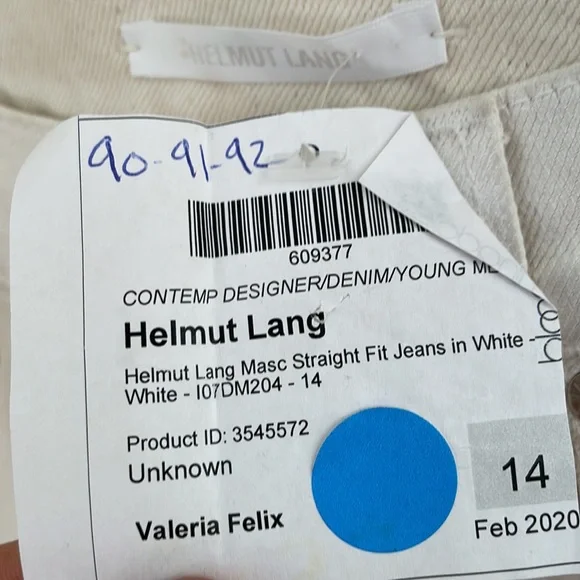 HELMUT LANG
90-91-92
609377
CONTEMP DESIGNER/DENIM/YOUNG
Helmut Lang
Helmut Lang Masc Straight Fit Jeans in White -
White - I07DM204 - 14
Product ID: 3545572
Unknown
14
Valeria Felix
Feb 2020